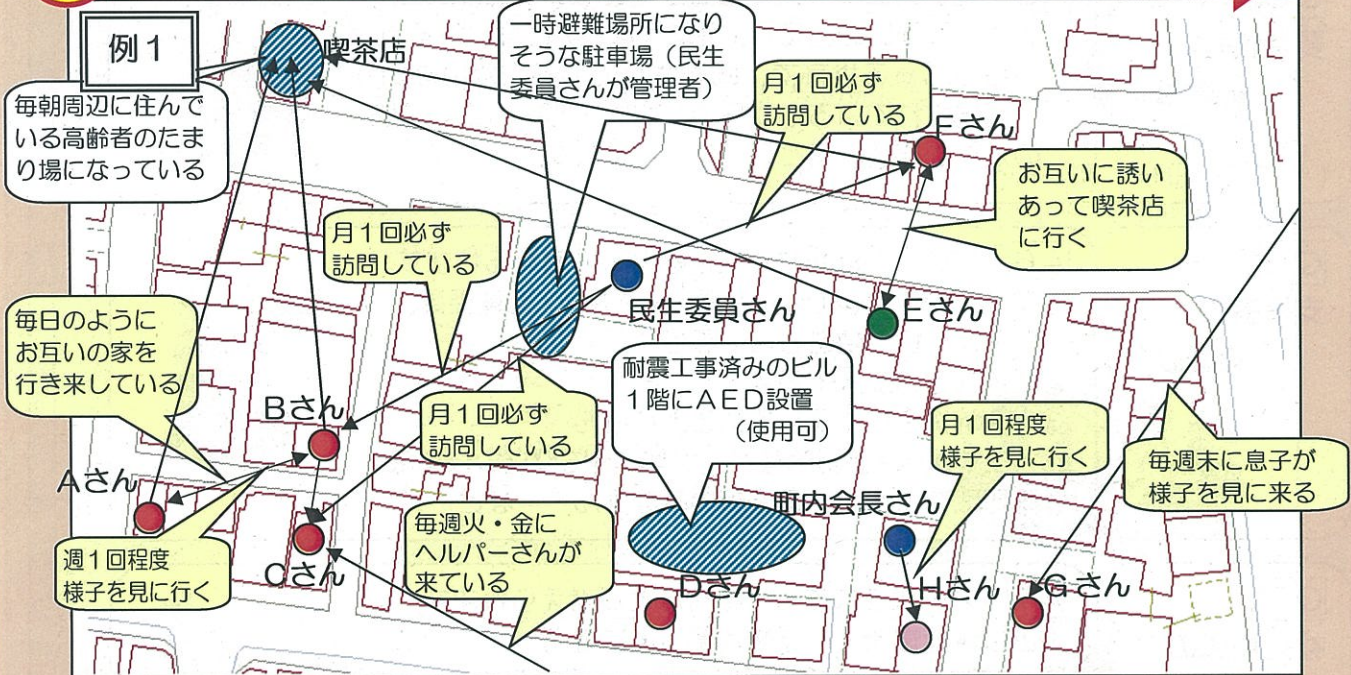 例1
喫茶店
毎朝周辺に住んで
いる高齢者のたま
り場になっている
一時避難場所になり
そうな駐車場（民生
委員さんが管理者）
月1回必ず
訪問している
Fさん
お互いに誘い
あって喫茶店
に行く
月1回必ず
訪問している
民生委員さん
Eさん
毎日のように
お互いの家を
行き来している
Bさん
月1回必ず
訪問している
耐震工事済みのビル
1階にAED設置
（使用可）
月1回程度
様子を見に行く
毎週末に息子が
様子を見に来る
Aさん
週1回程度
様子を見に行く
Cさん
毎週火・金に
ヘルパーさんが
来ている
町内会長さん
Dさん
Hさん
Gさん